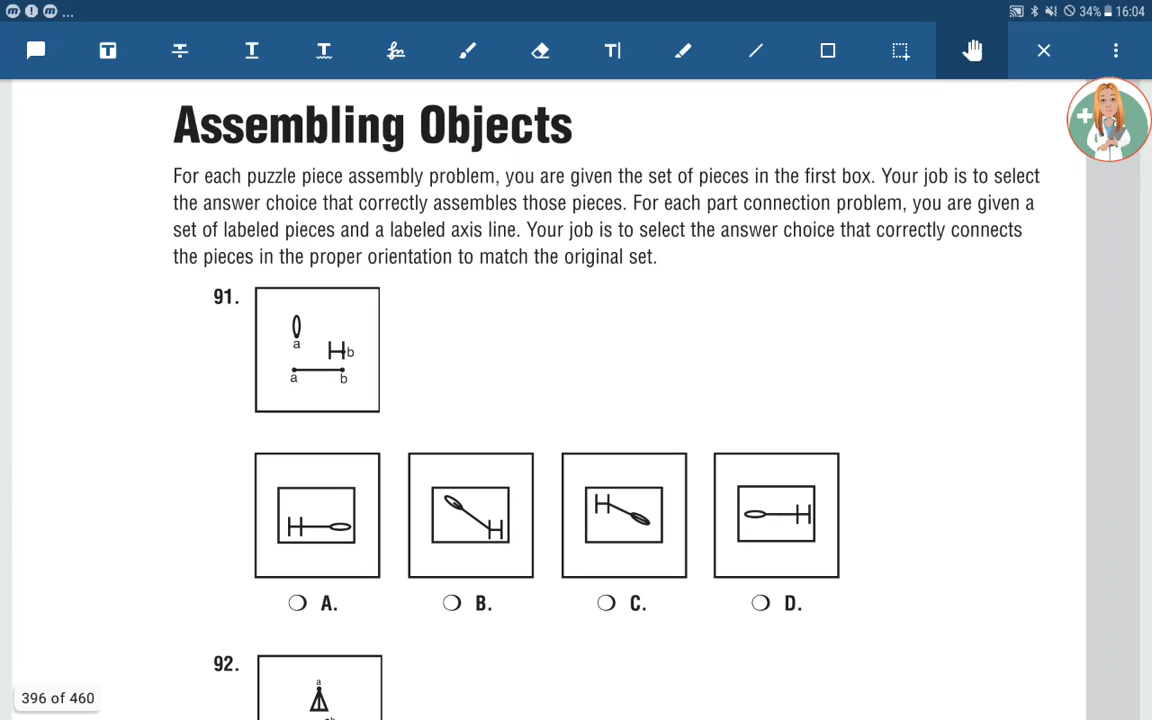 ... 34% 16:04
Assembling Objects
For each puzzle piece assembly problem, you are given the set of pieces in the first box. Your job is to select
the answer choice that correctly assembles those pieces. For each part connection problem, you are given a
set of labeled pieces and a labeled axis line. Your job is to select the answer choice that correctly connects
the pieces in the proper orientation to match the original set.
91.
a
H b
a b
H
H
H
H
A. B. C. D.
92.
a
b
396 of 460